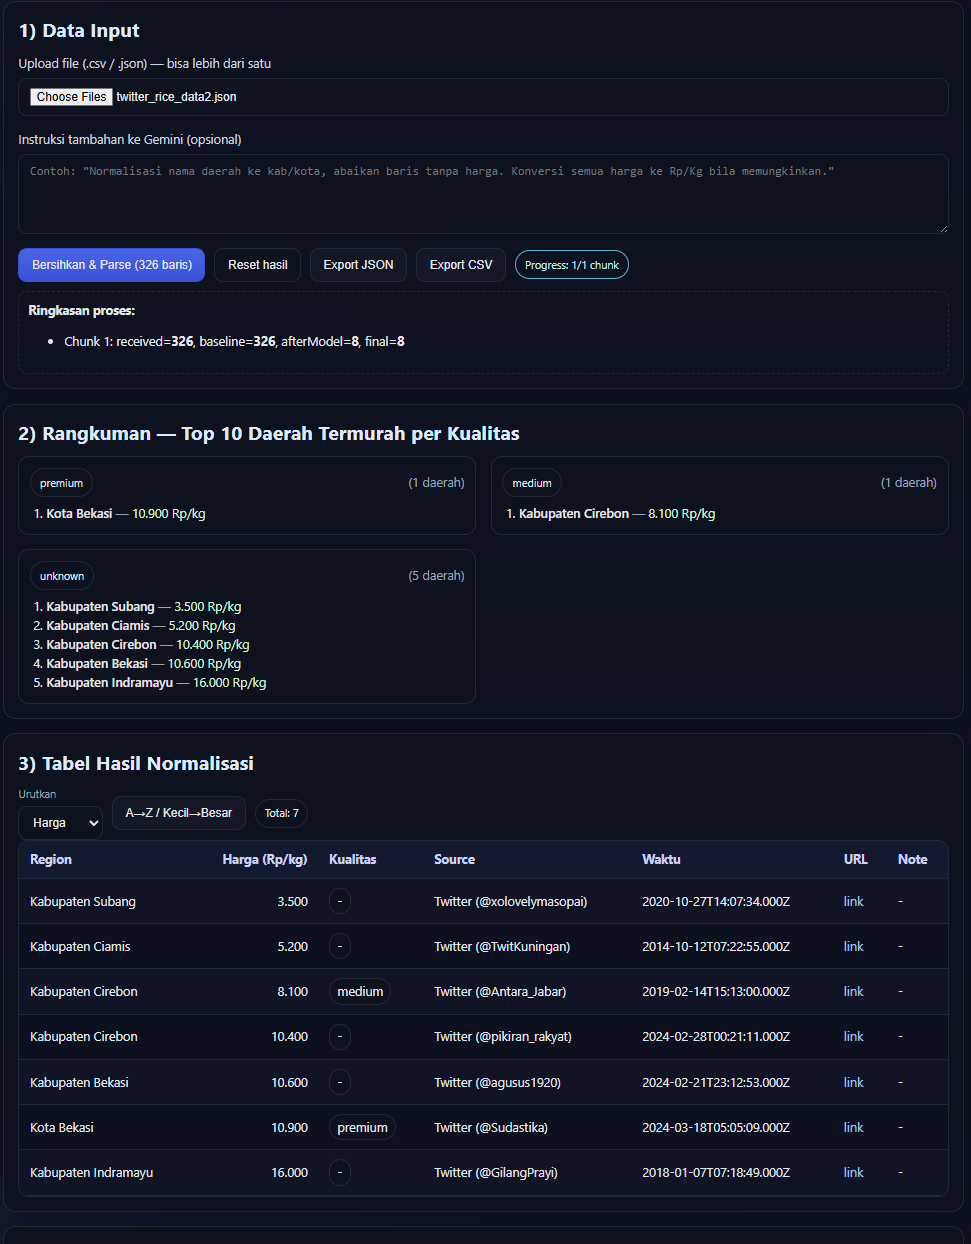 1) Data Input
Upload file (.csv / .json) — bisa lebih dari satu
Choose Files twitter_rice_data2.json
Instruksi tambahan ke Gemini (opsional)
Contoh: "Normalisasi nama daerah ke kab/kota, abaikan baris tanpa harga. Konversi semua harga ke Rp/Kg bila memungkinkan."
Bersihkan & Parse (326 baris) Reset hasil Export JSON Export CSV Progress: 1/1 chunk
Ringkasan proses:
• Chunk 1: received=326, baseline=326, afterModel=8, final=8
2) Rangkuman — Top 10 Daerah Termurah per Kualitas
premium (1 daerah)
1. Kota Bekasi — 10.900 Rp/kg
medium (1 daerah)
1. Kabupaten Cirebon — 8.100 Rp/kg
unknown (5 daerah)
1. Kabupaten Subang — 3.500 Rp/kg
2. Kabupaten Ciamis — 5.200 Rp/kg
3. Kabupaten Cirebon — 10.400 Rp/kg
4. Kabupaten Bekasi — 10.600 Rp/kg
5. Kabupaten Indramayu — 16.000 Rp/kg
3) Tabel Hasil Normalisasi
Urutkan
Harga A→Z / Kecil→Besar Total: 7
Region Harga (Rp/kg) Kualitas Source Waktu URL Note
Kabupaten Subang 3.500 - Twitter (@xolovelymasopai) 2020-10-27T14:07:34.000Z link -
Kabupaten Ciamis 5.200 - Twitter (@TwitKuningan) 2014-10-12T07:22:55.000Z link -
Kabupaten Cirebon 8.100 medium Twitter (@Antara_Jabar) 2019-02-14T15:13:00.000Z link -
Kabupaten Cirebon 10.400 - Twitter (@pikiran_rakyat) 2024-02-28T00:21:11.000Z link -
Kabupaten Bekasi 10.600 - Twitter (@agusus1920) 2024-02-21T23:12:53.000Z link -
Kota Bekasi 10.900 premium Twitter (@Sudastika) 2024-03-18T05:05:09.000Z link -
Kabupaten Indramayu 16.000 - Twitter (@GilangPrayi) 2018-01-07T07:18:49.000Z link -